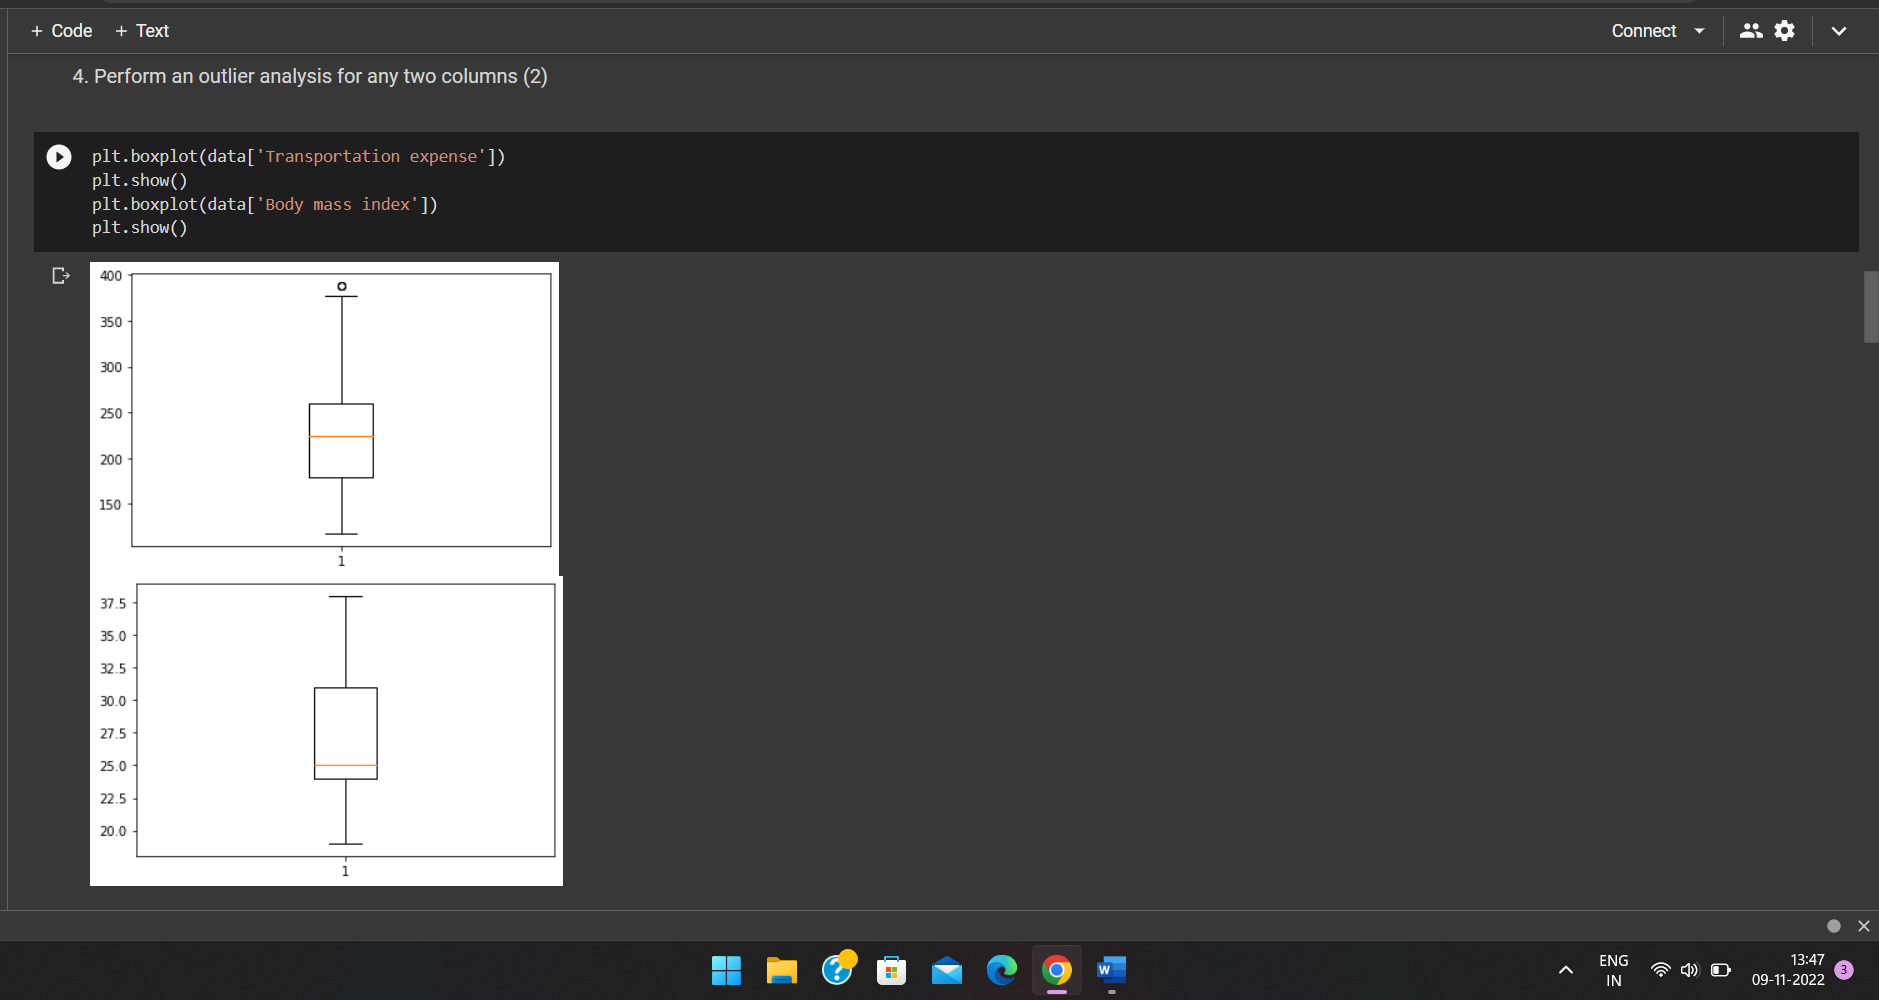 + Code + Text Connect
4. Perform an outlier analysis for any two columns (2)
plt.boxplot(data['Transportation expense'])
plt.show()
plt.boxplot(data['Body mass index'])
plt.show()
400
350
300
250
200
150
1
37.5
35.0
32.5
30.0
27.5
25.0
22.5
20.0
1
?
W
ENG
IN
13:47
09-11-2022
3